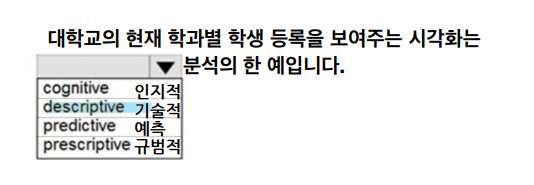 대학교의 현재 학과별 학생 등록을 보여주는 시각화는
분석의 한 예입니다.
cognitive 인지적
descriptive 기술적
predictive 예측
prescriptive 규범적